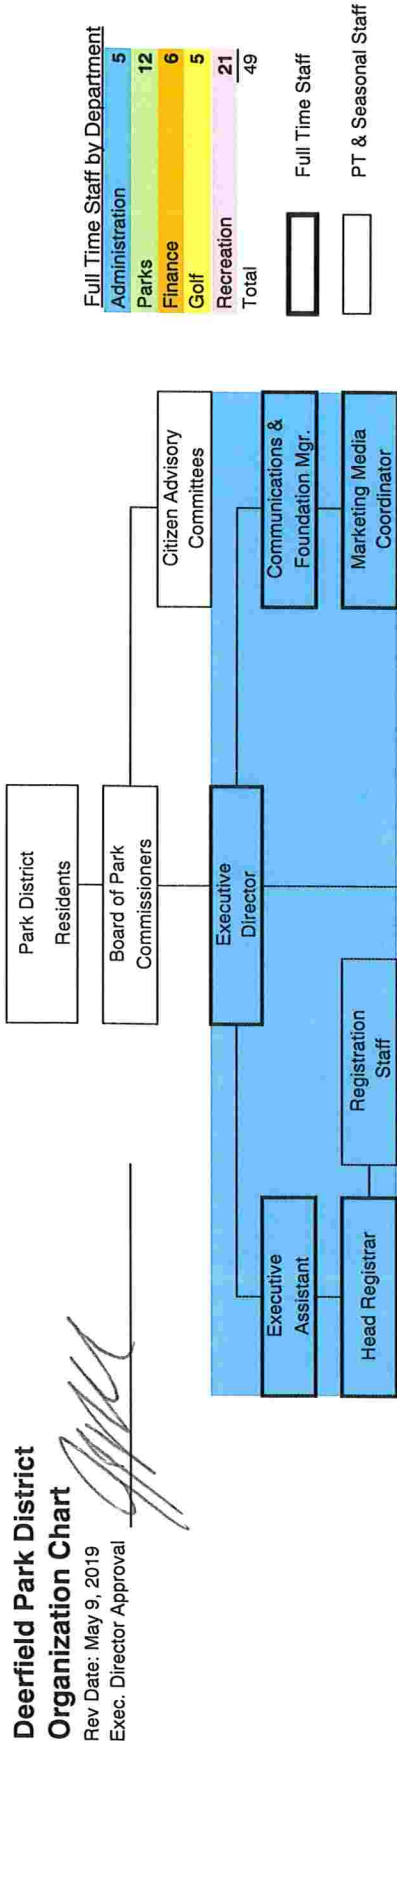 Deerfield Park District
Organization Chart
Rev Date: May 9, 2019
Exec. Director Approval
Park District
Residents
Board of Park
Commissioners
Citizen Advisory
Committees
Executive
Director
Executive
Assistant
Communications &
Foundation Mgr.
Head Registrar
Registration
Staff
Marketing Media
Coordinator
Full Time Staff by Department
Administration 5
Parks 12
Finance 6
Golf 5
Recreation 21
Total 49
Full Time Staff
PT & Seasonal Staff